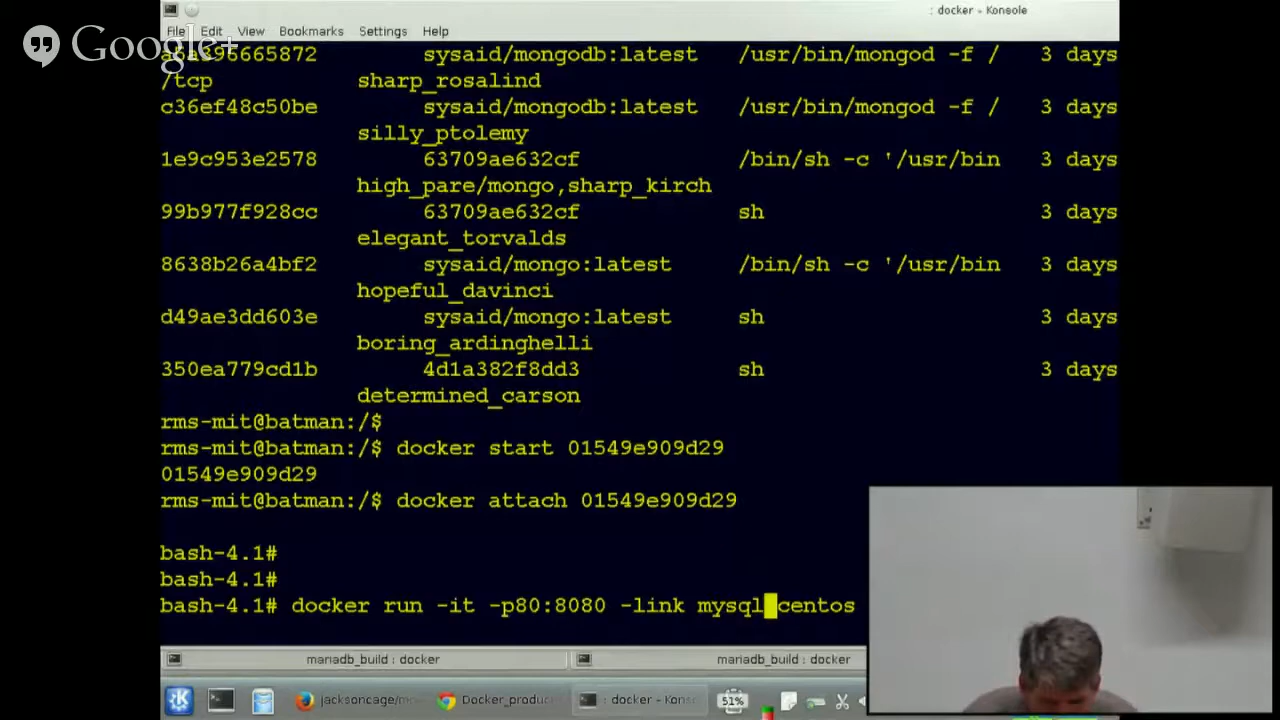 : docker - Konsole
Google+
File Edit View Bookmarks Settings Help
sysaid/mongodb:latest /usr/bin/mongod -f / 3 days
/tcp sharp_rosalind
c36ef48c50be sysaid/mongodb:latest /usr/bin/mongod -f / 3 days
silly_ptolemy
1e9c953e2578 63709ae632cf /bin/sh -c '/usr/bin 3 days
high_pare/mongo,sharp_kirch
99b977f928cc 63709ae632cf sh 3 days
elegant_torvalds
8638b26a4bf2 sysaid/mongo:latest /bin/sh -c '/usr/bin 3 days
hopeful_davinci
d49ae3dd603e sysaid/mongo:latest sh 3 days
boring_ardinghelli
350ea779cd1b 4d1a382f8dd3 sh 3 days
determined_carson
rms-mit@batman:/$
rms-mit@batman:/$ docker start 01549e909d29
01549e909d29
rms-mit@batman:/$ docker attach 01549e909d29
bash-4.1#
bash-4.1#
bash-4.1# docker run -it -p80:8080 -link mysql centos
mariadb_build : docker mariadb_build : docker
jacksoncage/m Docker_produc : docker - Kons 51%